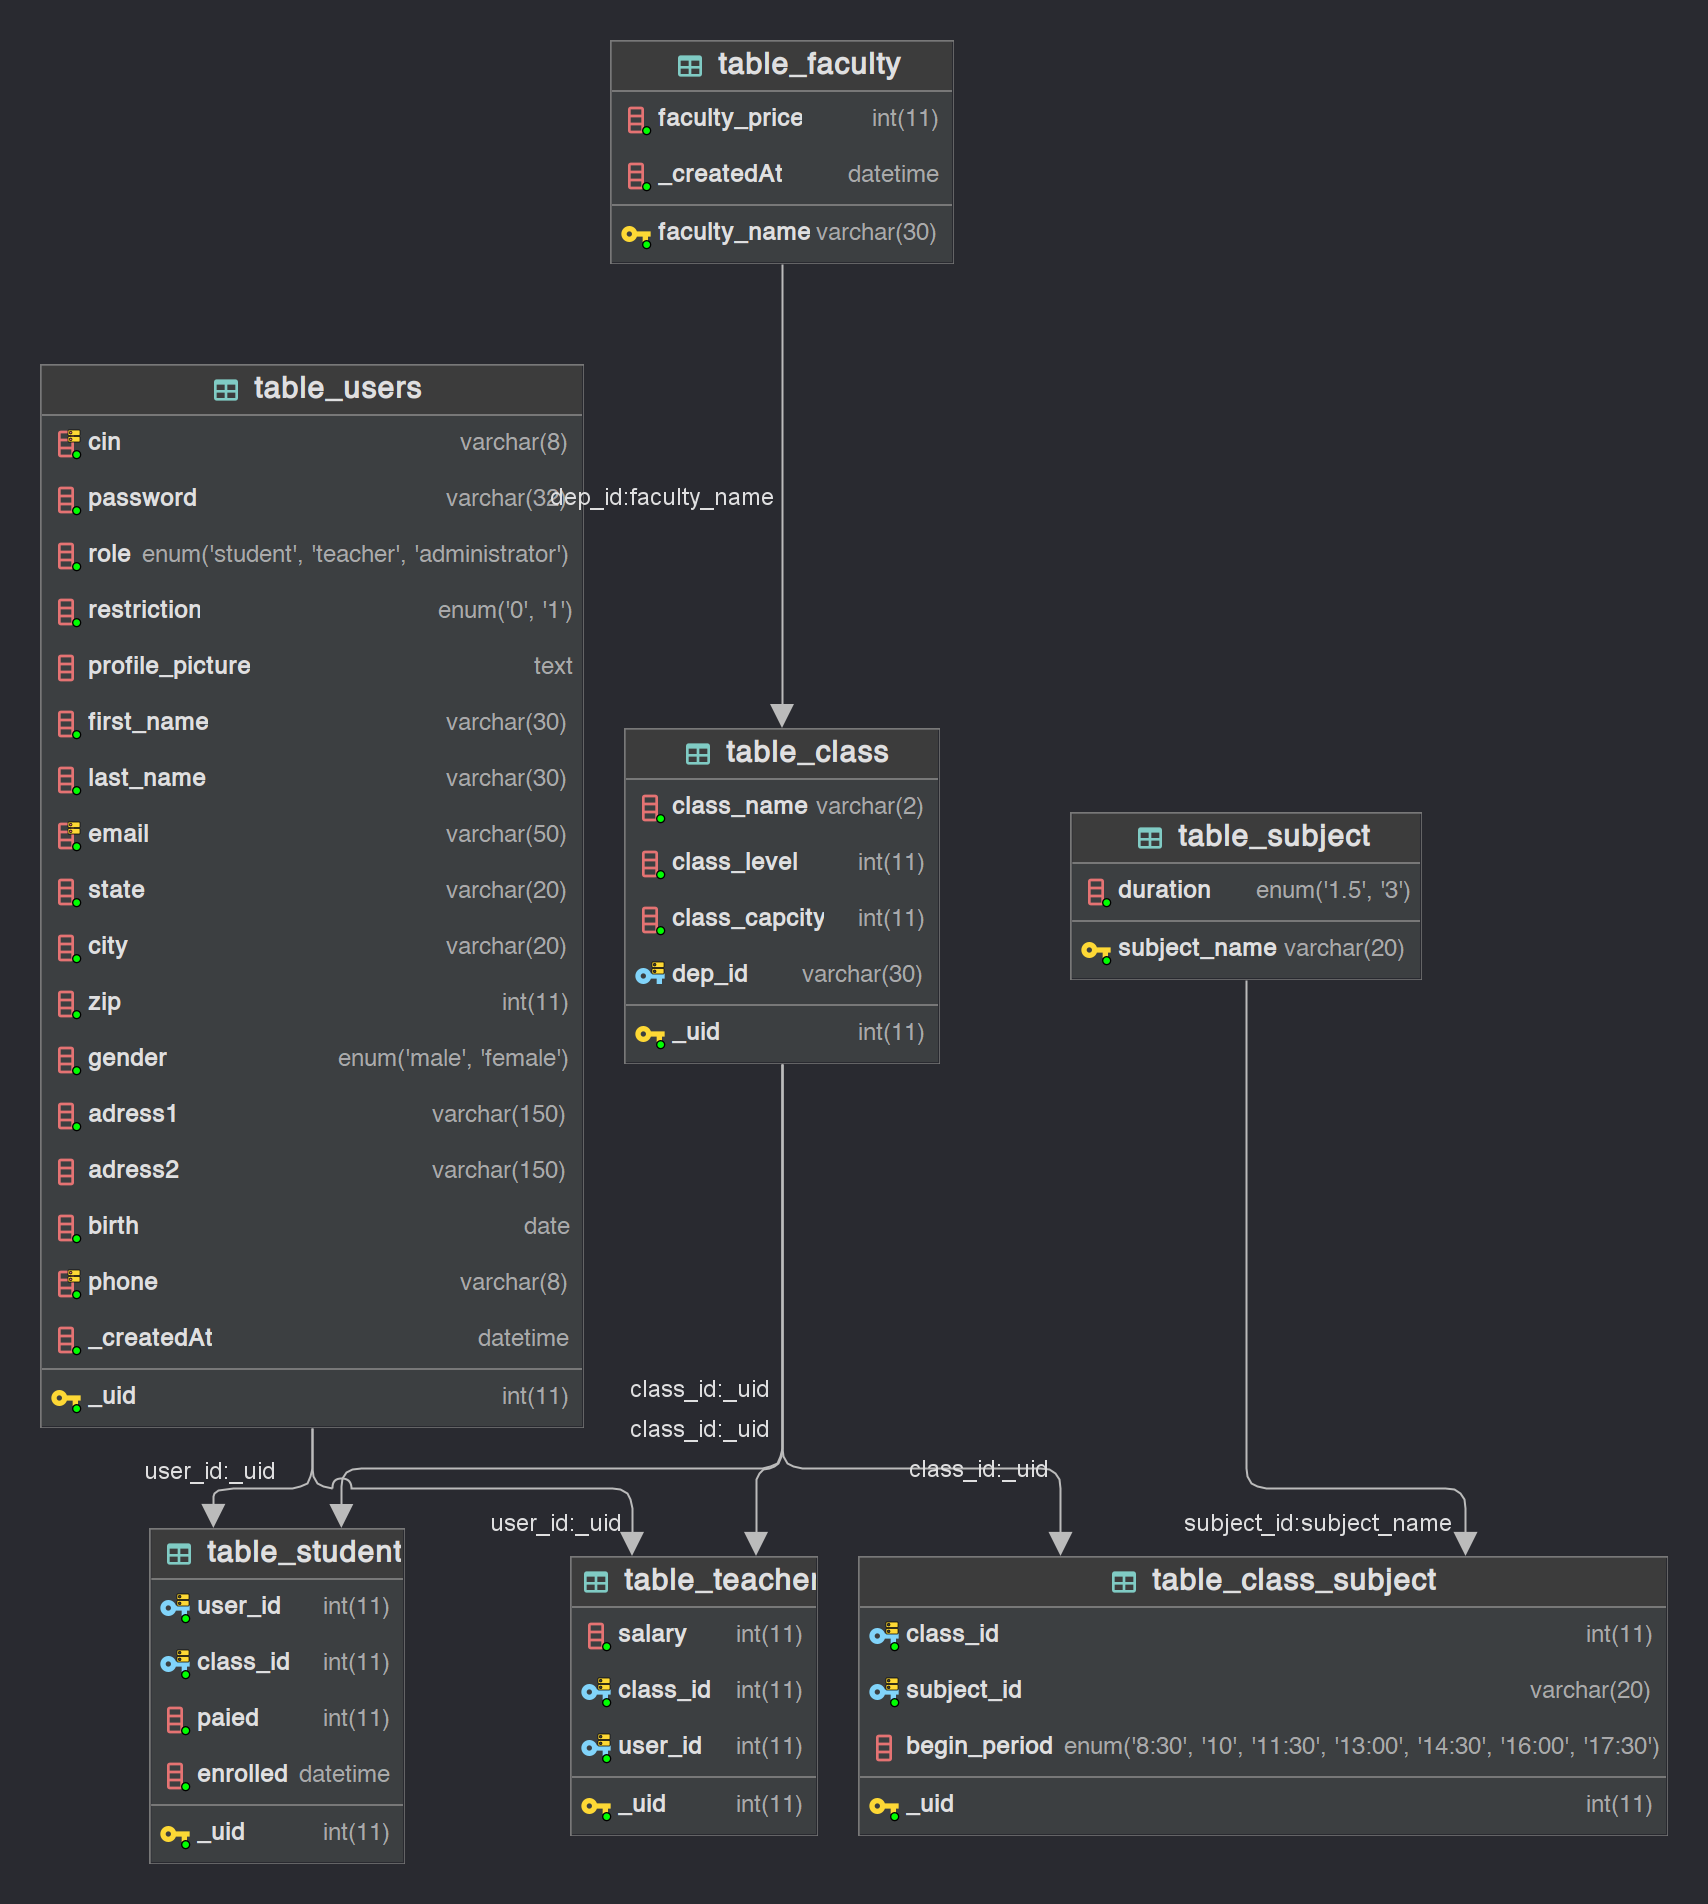 table_faculty
faculty_price int(11)
_createdAt datetime
faculty_name varchar(30)
dep_id:faculty_name
table_users
cin varchar(8)
password varchar(32)
role enum('student', 'teacher', 'administrator')
restriction enum('0', '1')
profile_picture text
first_name varchar(30)
last_name varchar(30)
email varchar(50)
state varchar(20)
city varchar(20)
zip int(11)
gender enum('male', 'female')
adress1 varchar(150)
adress2 varchar(150)
birth date
phone varchar(8)
_createdAt datetime
_uid int(11)
table_class
class_name varchar(2)
class_level int(11)
class_capcity int(11)
dep_id varchar(30)
_uid int(11)
table_subject
duration enum('1.5', '3')
subject_name varchar(20)
class_id:_uid
class_id:_uid
user_id:_uid
class_id:_uid
user_id:_uid
subject_id:subject_name
table_student
user_id int(11)
class_id int(11)
paied int(11)
enrolled datetime
_uid int(11)
table_teacher
salary int(11)
class_id int(11)
user_id int(11)
_uid int(11)
table_class_subject
class_id int(11)
subject_id varchar(20)
begin_period enum('8:30', '10', '11:30', '13:00', '14:30', '16:00', '17:30')
_uid int(11)